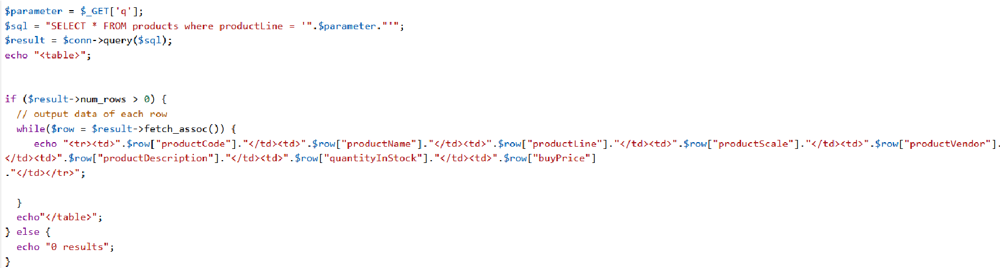 $parameter = $_GET['q'];
$sql = "SELECT * FROM products where productLine = '".$parameter."'";
$result = $conn->query($sql);
echo "<table>";
if ($result->num_rows > 0) {
// output data of each row
while($row = $result->fetch_assoc()) {
echo "<tr><td>".$row["productCode"]."</td><td>".$row["productName"]."</td><td>".$row["productLine"]."</td><td>".$row["productScale"]."</td><td>".$row["productVendor"].
</td><td>".$row["productDescription"]."</td><td>".$row["quantityInStock"]."</td><td>".$row["buyPrice"]
."</td></tr>";
}
echo"</table>";
} else {
echo "0 results";
}